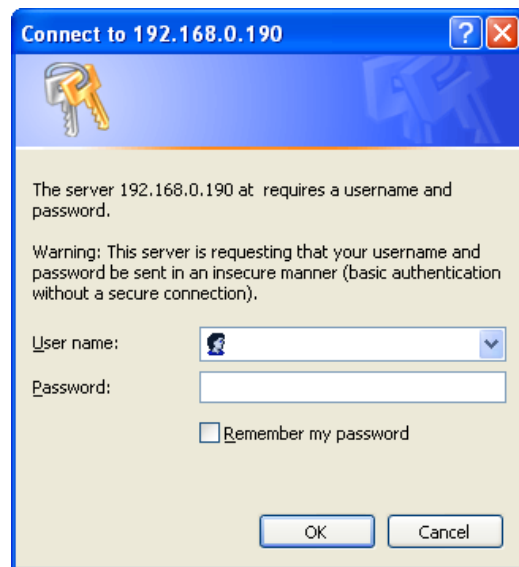 Connect to 192.168.0.190
The server 192.168.0.190 at  requires a username and
password.
Warning: This server is requesting that your username and
password be sent in an insecure manner (basic authentication
without a secure connection).
User name:
Password:
Remember my password
OK
Cancel